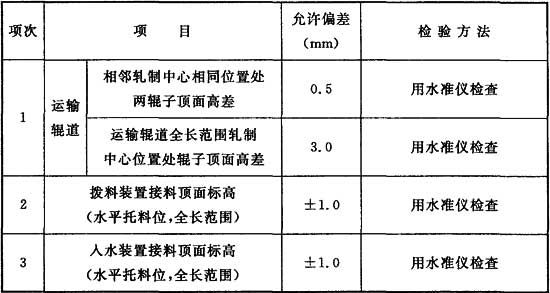 项次
项 目
允许偏差
(mm)
检 验 方 法
1
运输
辊道
相邻轧制中心相同位置处
两辊子顶面高差
0.5
用水准仪检查
运输辊道全长范围轧制
中心位置处辊子顶面高差
3.0
用水准仪检查
2
拨料装置接料顶面标高
(水平托料位,全长范围)
±1.0
用水准仪检查
3
入水装置接料顶面标高
(水平托料位,全长范围)
±1.0
用水准仪检查